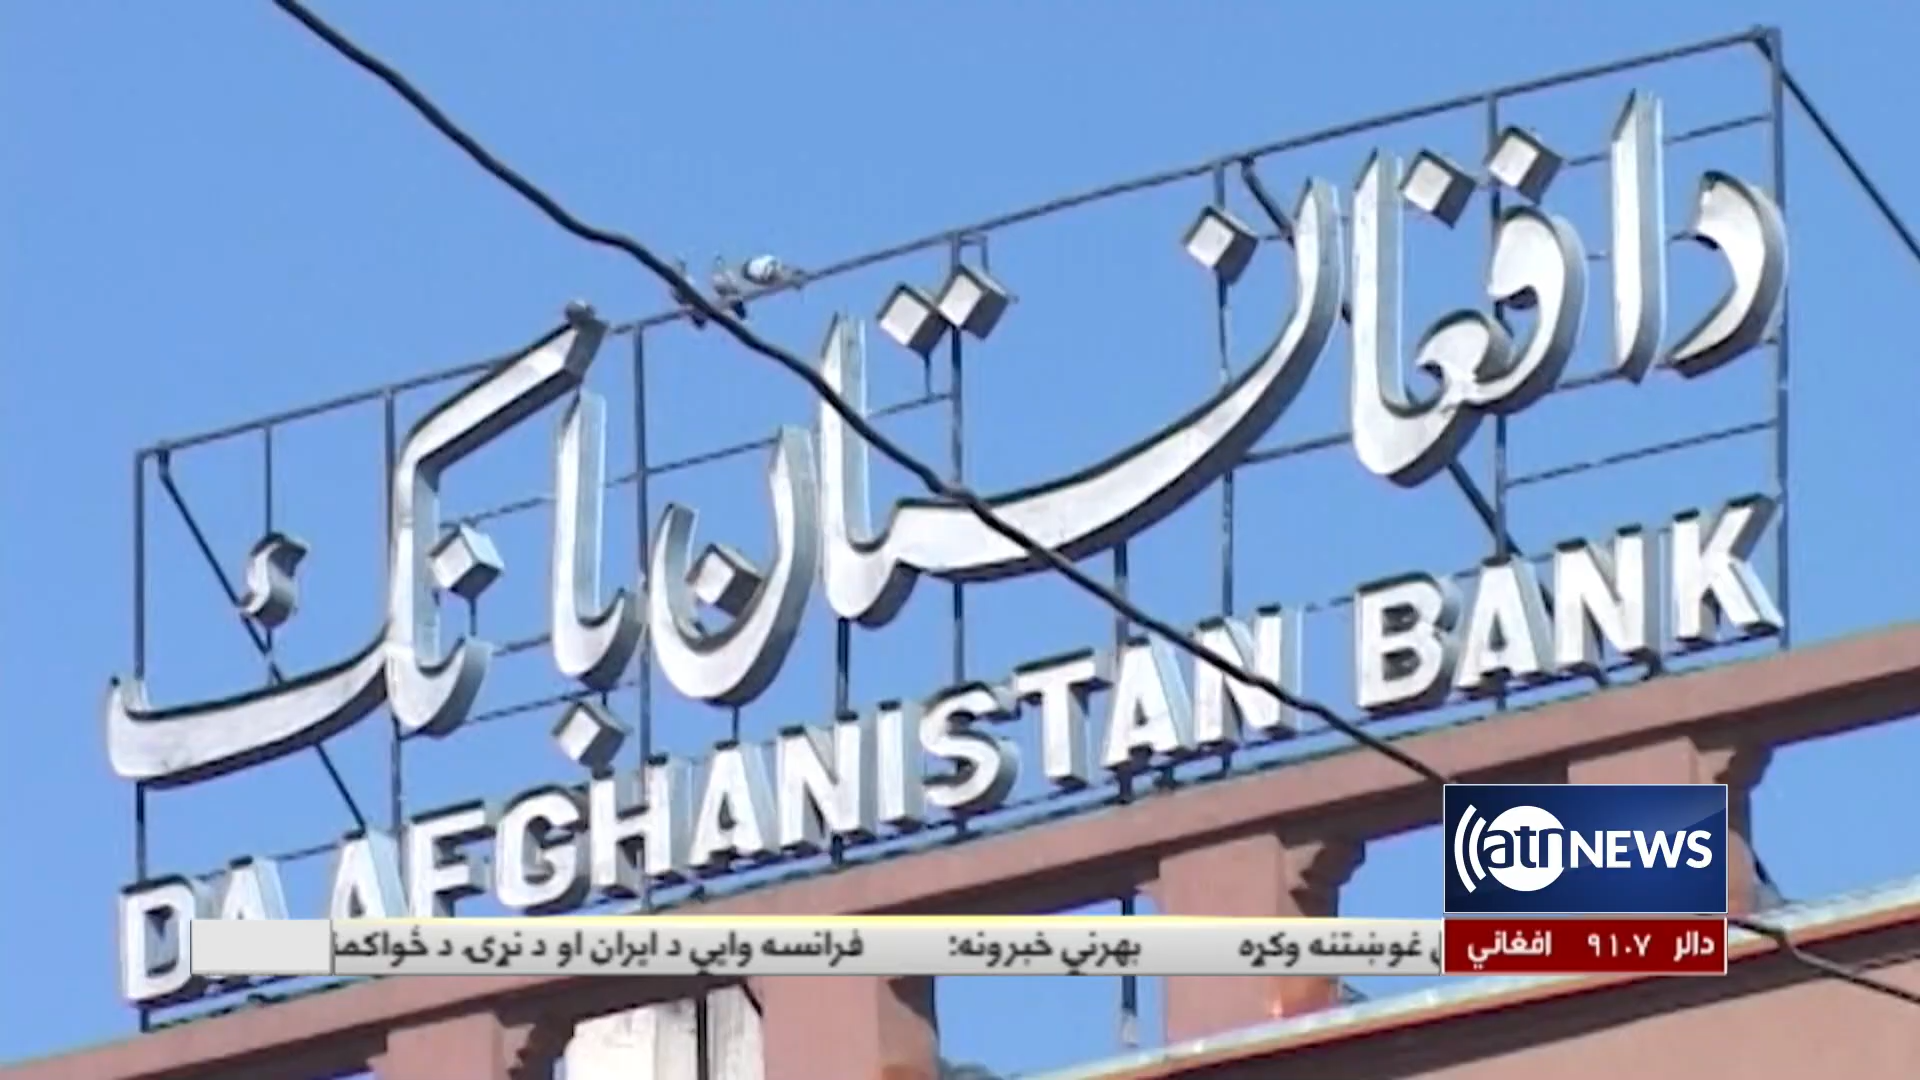 د افغانستان بانک
DA AFGHANISTAN BANK
atn NEWS
غوښتنه وکړه بهرني خبرونه: فرانسه وايي د ايران او د نړۍ د
دالر ۹۱.۷ افغاني